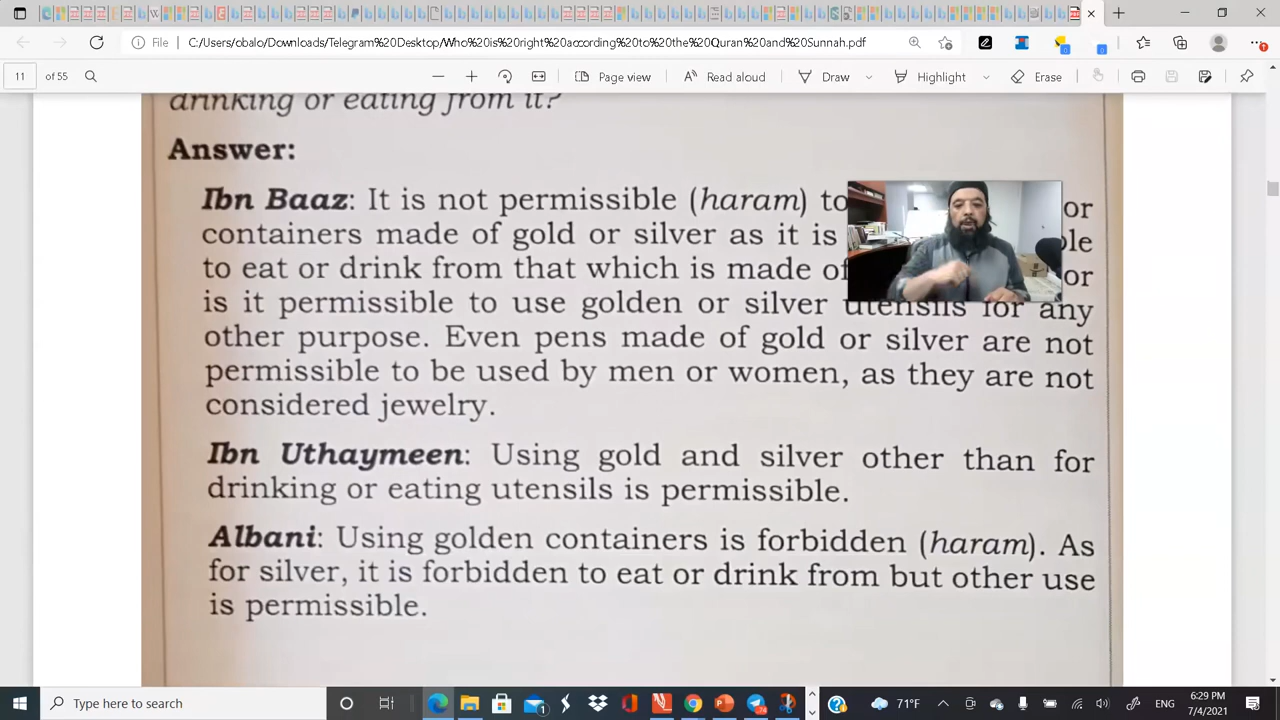 File
C:/Users/obalo/Downloads/Telegram%20Desktop/Who%20is%20right%20according%20to%20the%20Quran%20and%20Sunnah.pdf
11 of 55
Page view
Read aloud
Draw
Highlight
Erase
drinking or eating from it?
Answer:
Ibn Baaz: It is not permissible (haram) to or
containers made of gold or silver as it is
to eat or drink from that which is made of or
is it permissible to use golden or silver utensils for any
other purpose. Even pens made of gold or silver are not
permissible to be used by men or women, as they are not
considered jewelry.
Ibn Uthaymeen: Using gold and silver other than for
drinking or eating utensils is permissible.
Albani: Using golden containers is forbidden (haram). As
for silver, it is forbidden to eat or drink from but other use
is permissible.
Type here to search
71°F
ENG
6:29 PM
7/4/2021